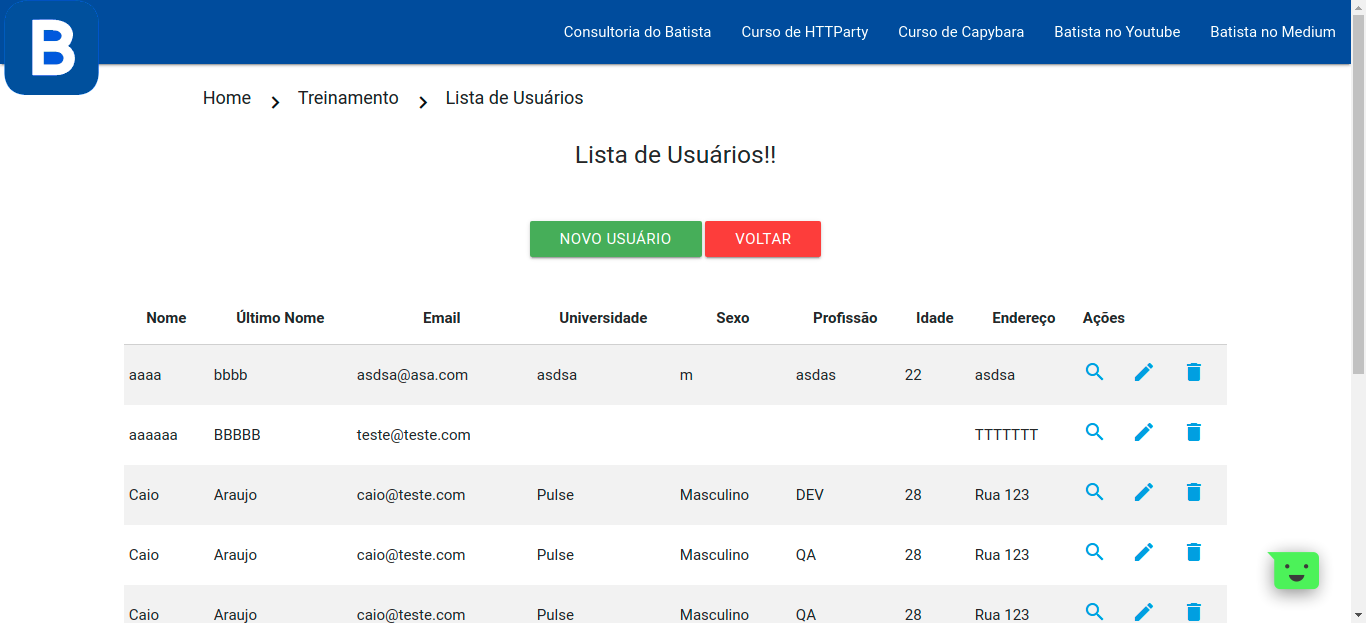 B
Consultoria do Batista Curso de HTTParty Curso de Capybara Batista no Youtube Batista no Medium
Home Treinamento Lista de Usuários
Lista de Usuários!!
NOVO USUÁRIO VOLTAR
Nome Último Nome Email Universidade Sexo Profissão Idade Endereço Ações
aaaa bbbb asdsa@asa.com asdsa m asdas 22 asdsa
aaaaaa BBBBB teste@teste.com TTTTTTT
Caio Araujo caio@teste.com Pulse Masculino DEV 28 Rua 123
Caio Araujo caio@teste.com Pulse Masculino QA 28 Rua 123
Caio Araujo caio@teste.com Pulse Masculino QA 28 Rua 123